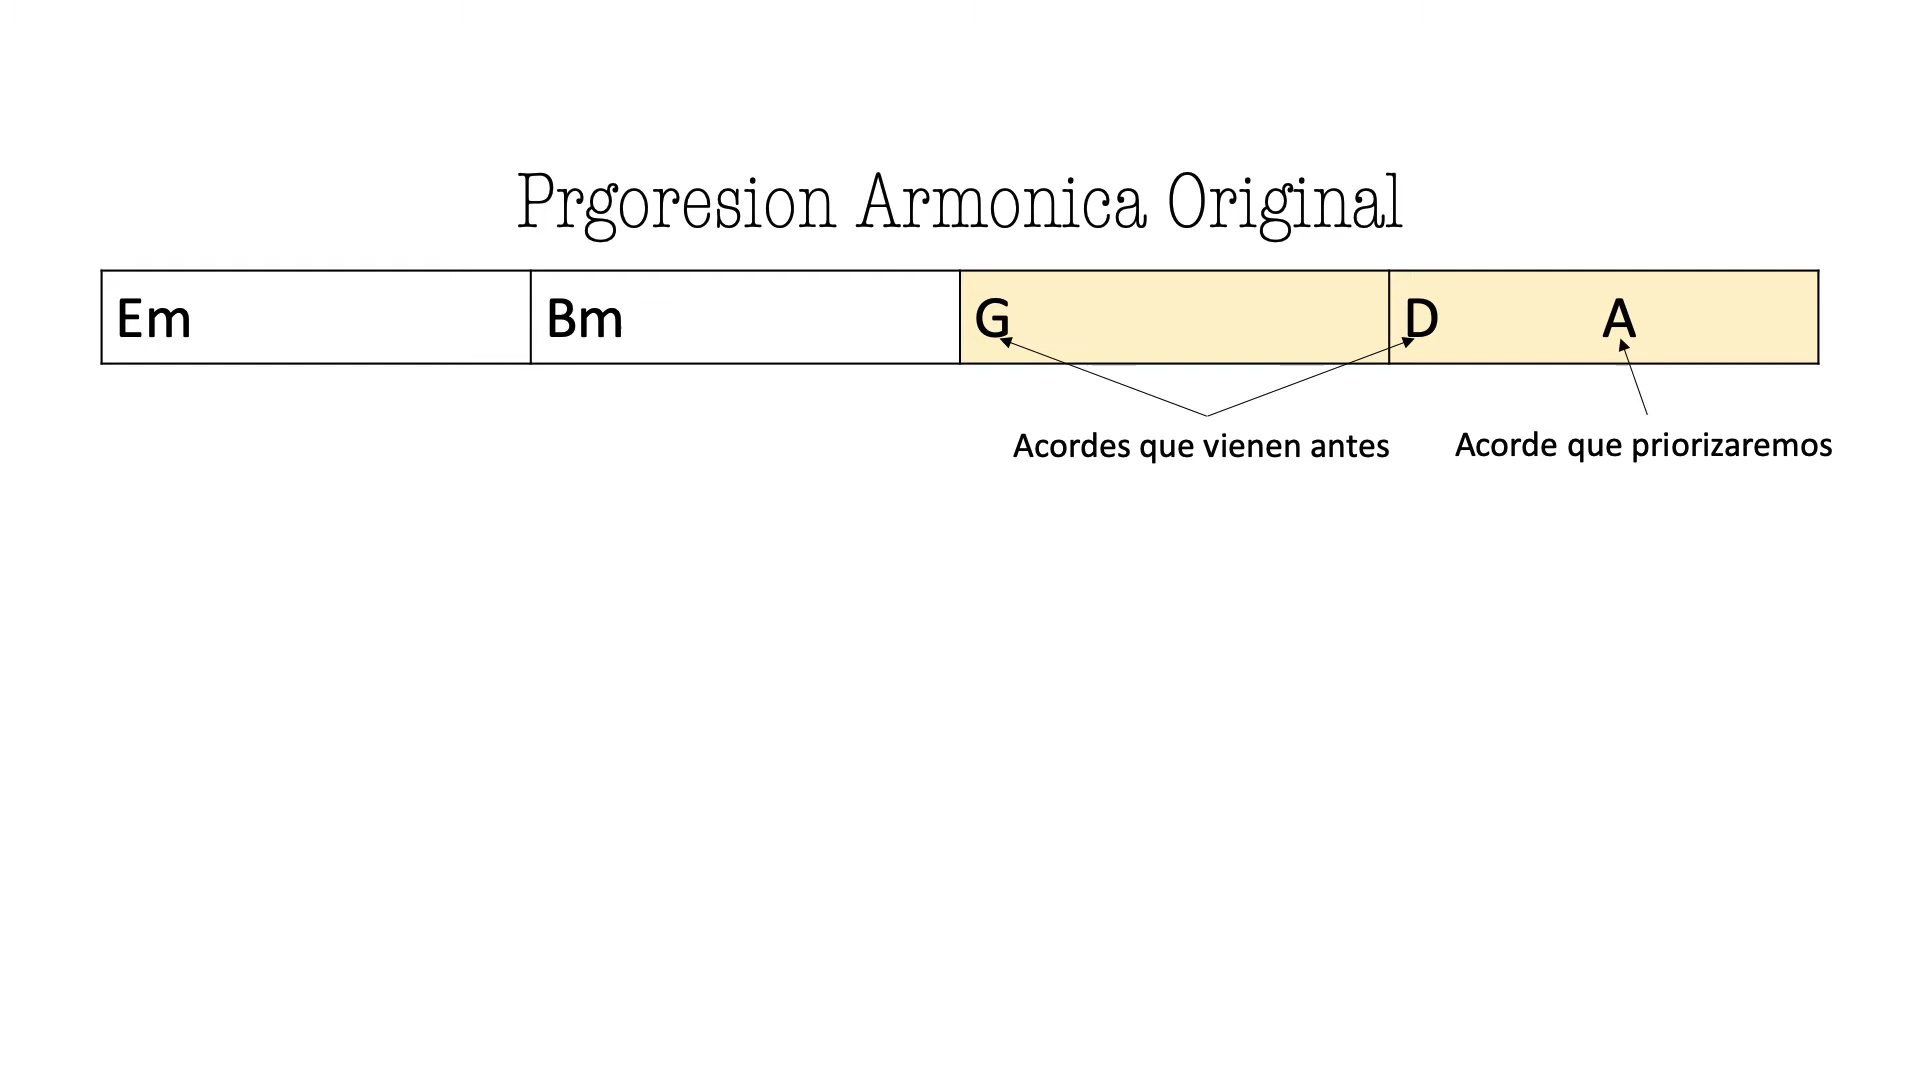 Prgoresion Armonica Original
Em Bm G D A
Acordes que vienen antes Acorde que priorizaremos